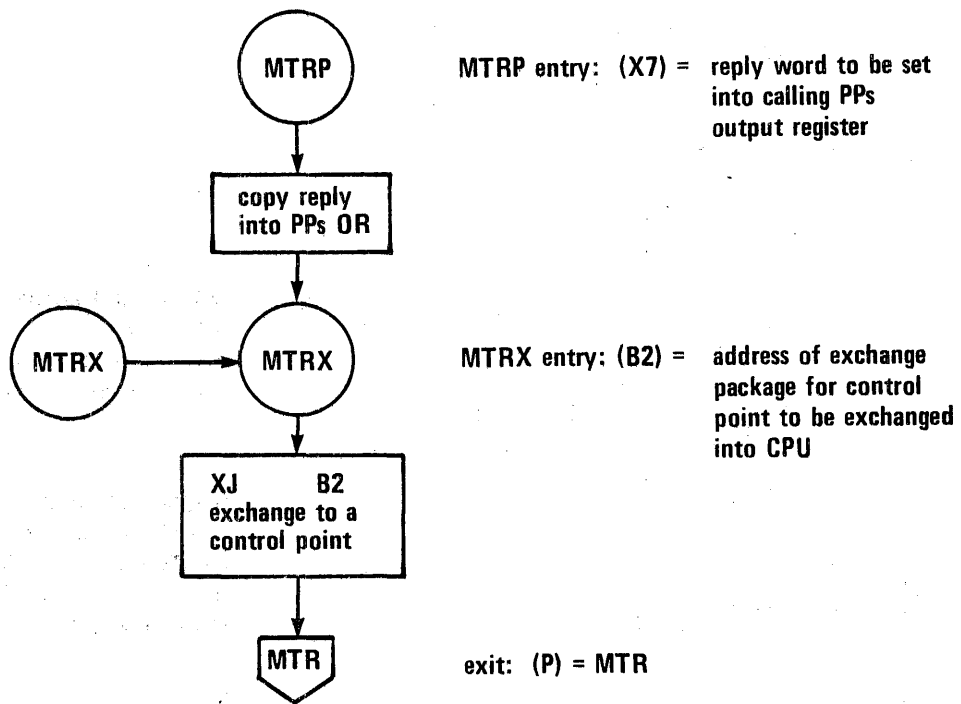 MTRP
MTRP entry: (X7) = reply word to be set
into calling PPs
output register
copy reply
into PPs OR
MTRX
MTRX
MTRX entry: (B2) = address of exchange
package for control
point to be exchanged
into CPU
XJ B2
exchange to a
control point
MTR
exit: (P) = MTR